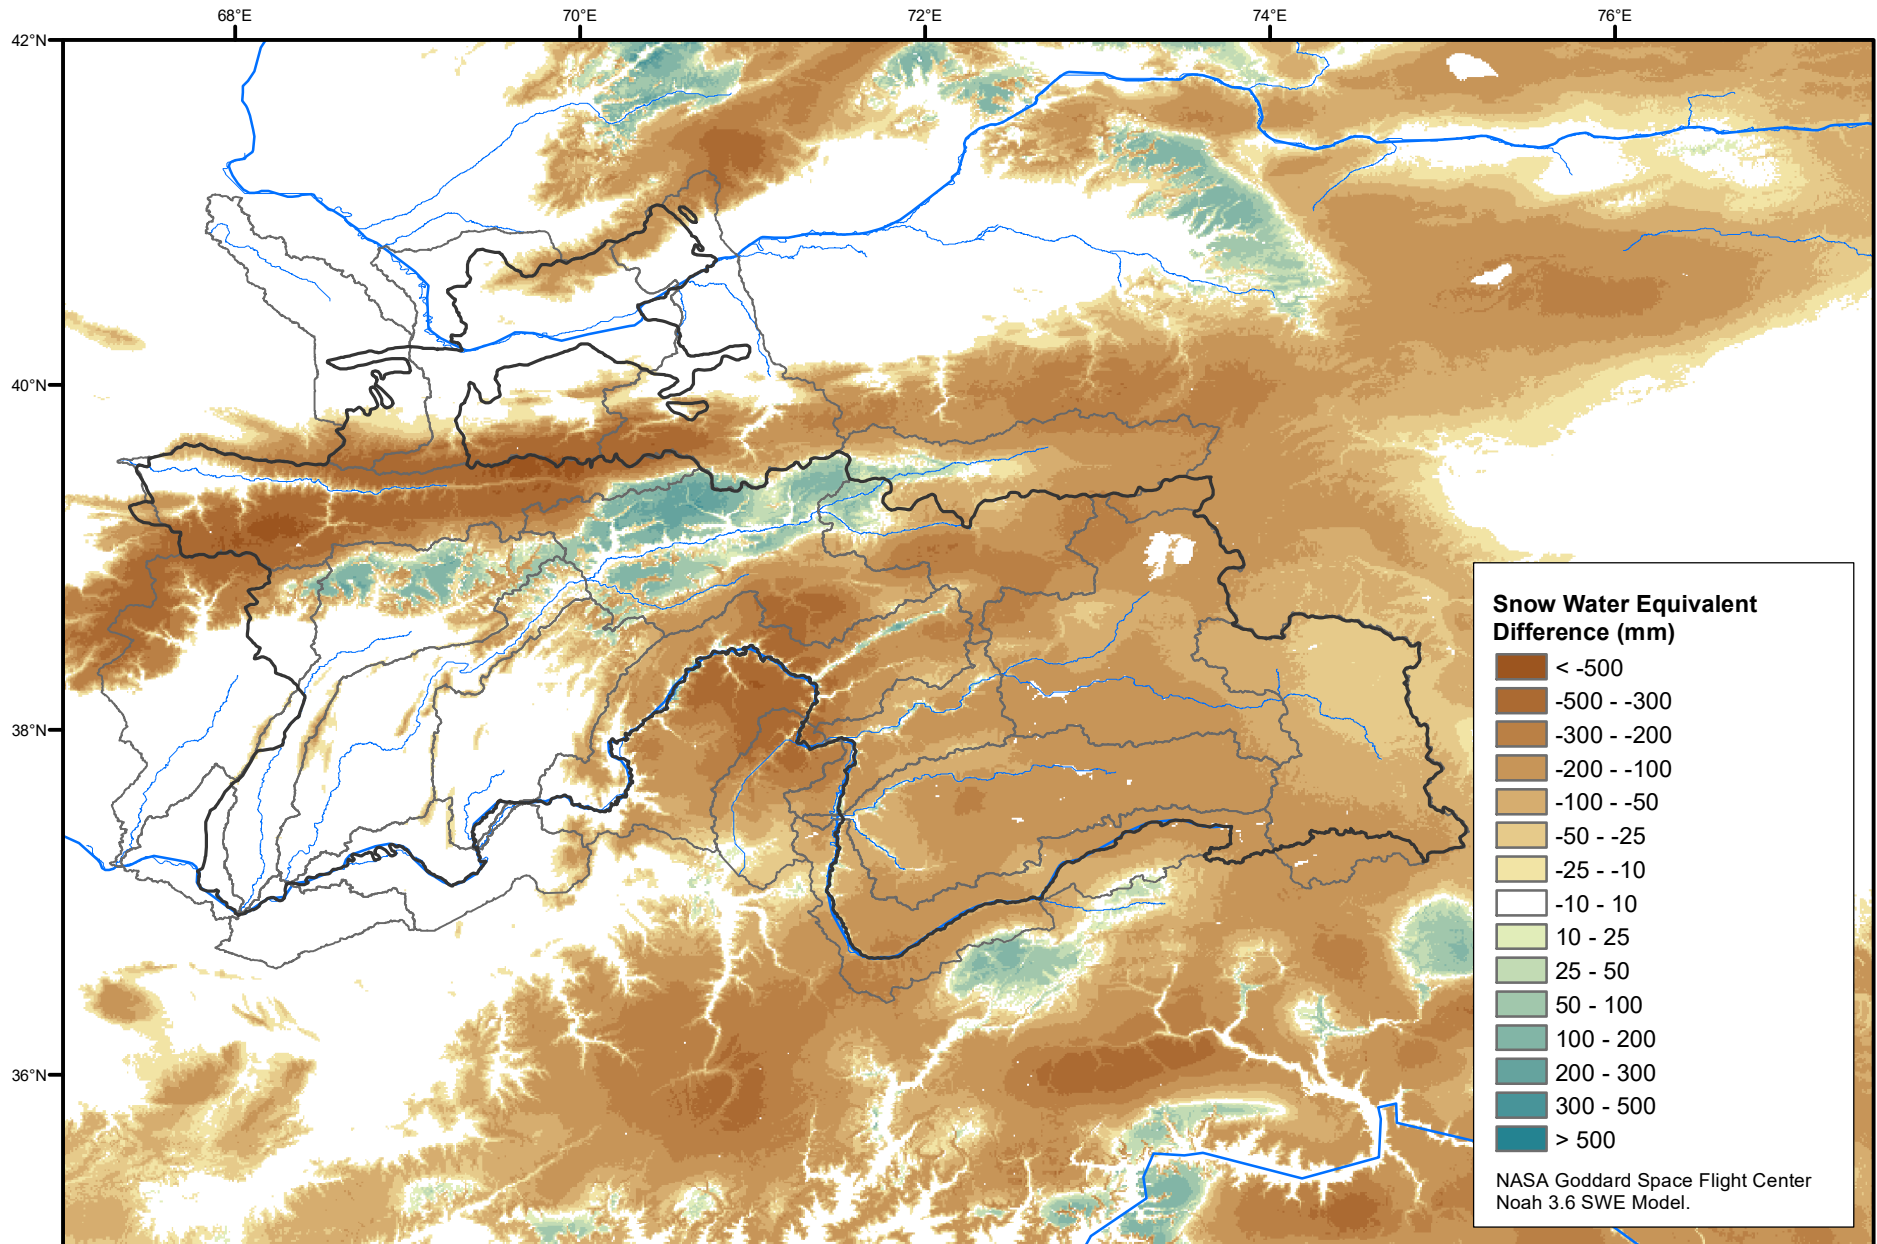 68°E 70°E 72°E 74°E 76°E
42°N
40°N
38°N
36°N
Snow Water Equivalent
Difference (mm)
< -500
-500 - -300
-300 - -200
-200 - -100
-100 - -50
-50 - -25
-25 - -10
-10 - 10
10 - 25
25 - 50
50 - 100
100 - 200
200 - 300
300 - 500
> 500
NASA Goddard Space Flight Center
Noah 3.6 SWE Model.